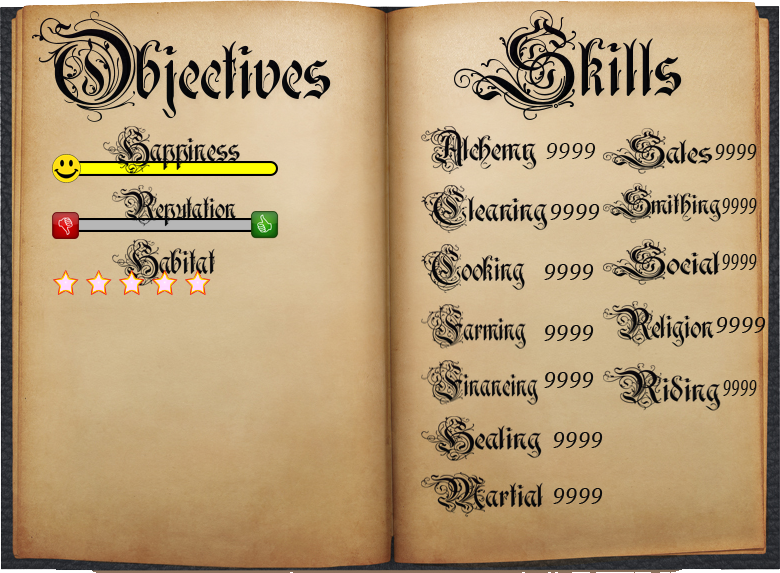 Objectives
Happiness
Reputation
Habitat
Skills
Alchemy 9999
Cleaning 9999
Cooking 9999
Farming 9999
Financing 9999
Healing 9999
Martial 9999
Sales 9999
Smithing 9999
Social 9999
Religion 9999
Riding 9999